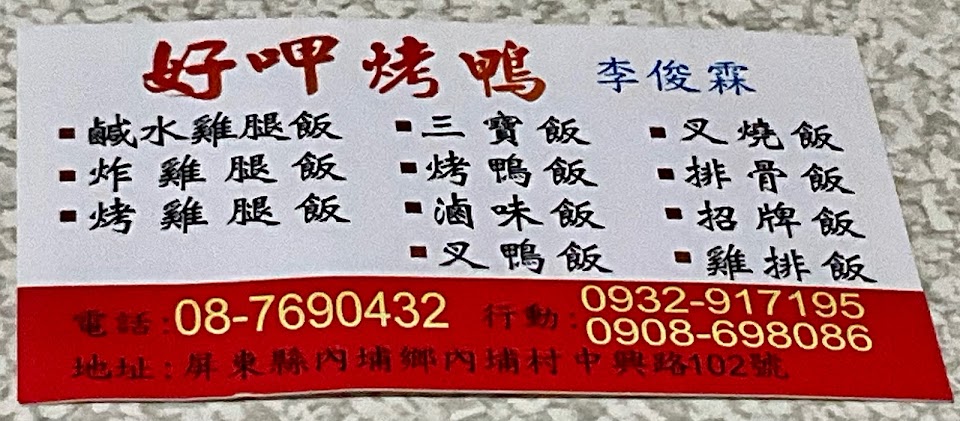 好呷烤鴨 李俊霖
鹹水雞腿飯 三寶飯 叉燒飯
炸雞腿飯 烤鴨飯 排骨飯
烤雞腿飯 滷味飯 招牌飯
叉鴨飯 雞排飯
電話:08-7690432 行動:0932-917195
0908-698086
地址:屏東縣內埔鄉內埔村中興路102號